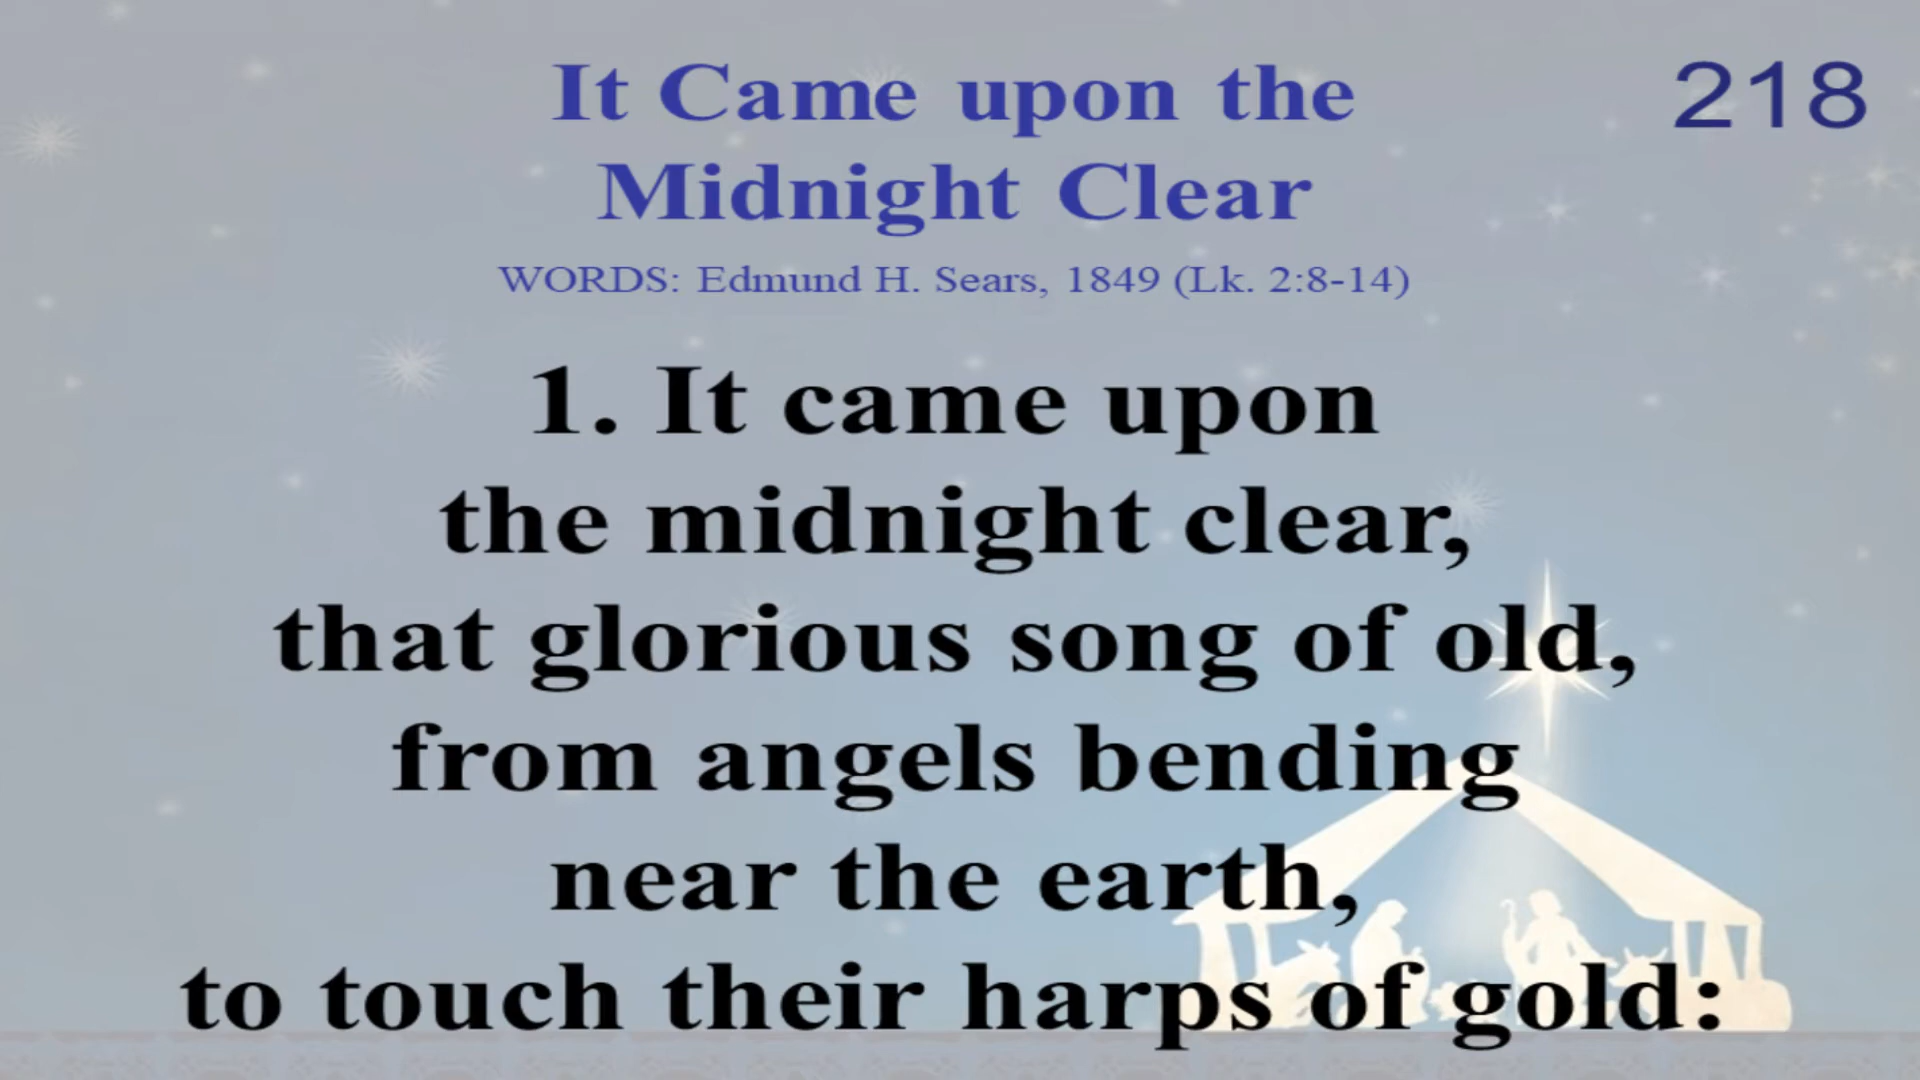 It Came upon the
218
Midnight Clear
WORDS: Edmund H. Sears, 1849 (Lk. 2:8-14)
1. It came upon
the midnight clear,
that glorious song of old,
from angels bending
near the earth,
to touch their harps of gold: